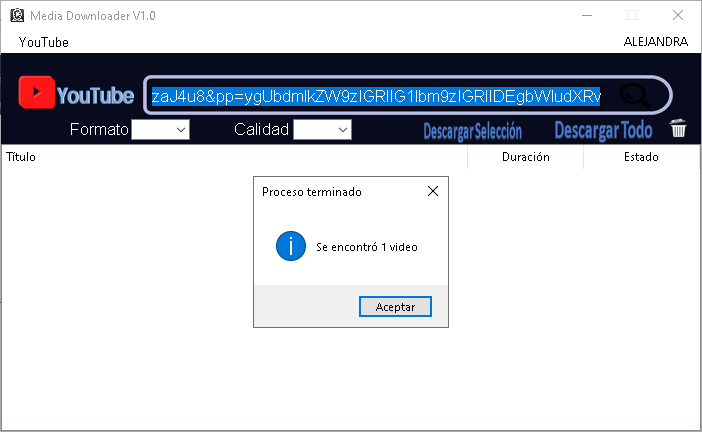 Media Downloader V1.0
YouTube
ALEJANDRA
YouTube
zaJ4u8&pp=ygUbdmlkZW9zIGRlIG1lbm9zIGRlIDEgbWludXRv
Formato
Calidad
Descargar Selección
Descargar Todo
Título
Duración
Estado
Proceso terminado
Se encontró 1 video
Aceptar